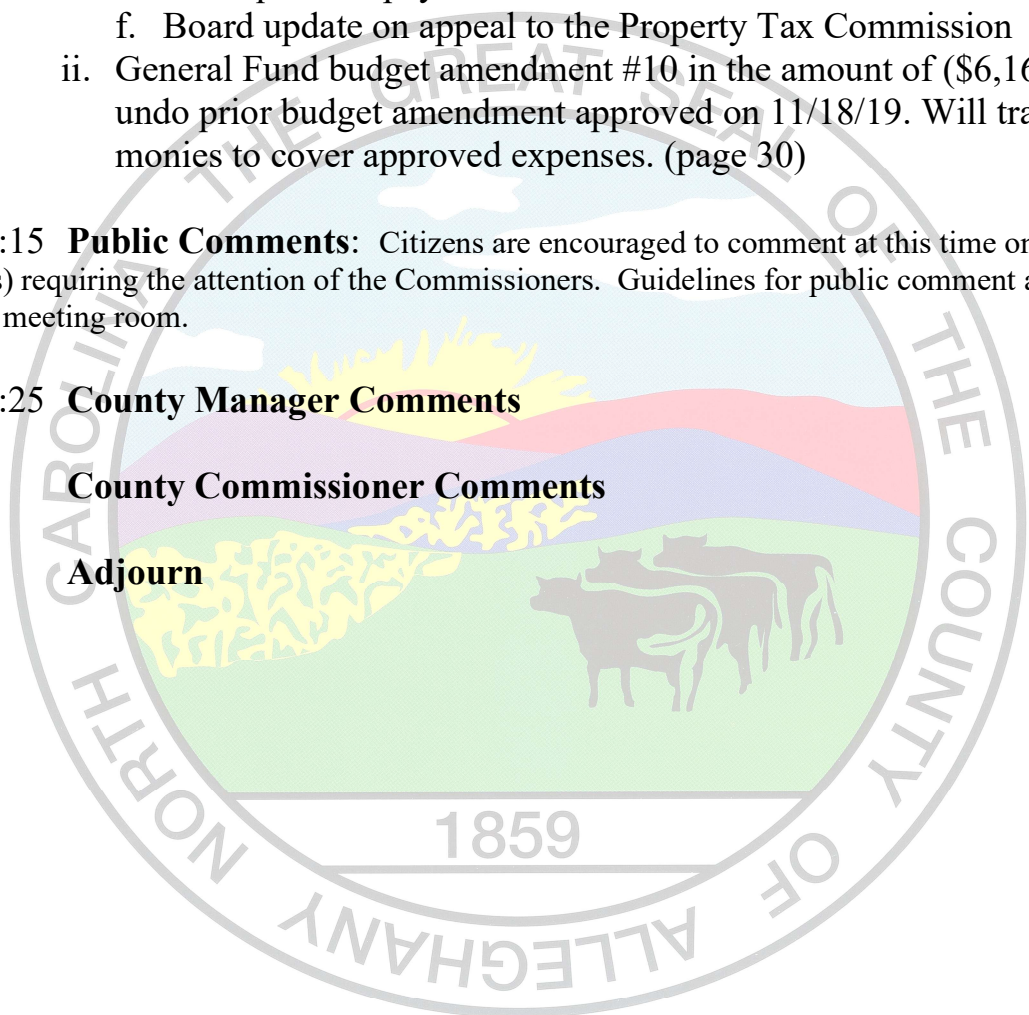 f. Board update on appeal to the Property Tax Commission
ii. General Fund budget amendment #10 in the amount of ($6,16
undo prior budget amendment approved on 11/18/19. Will tra
monies to cover approved expenses. (page 30)
:15 Public Comments: Citizens are encouraged to comment at this time on
s) requiring the attention of the Commissioners. Guidelines for public comment a
meeting room.
:25 County Manager Comments
County Commissioner Comments
Adjourn
THE GREAT SEAL OF THE COUNTY OF ALLEGHANY NORTH CAROLINA
1859